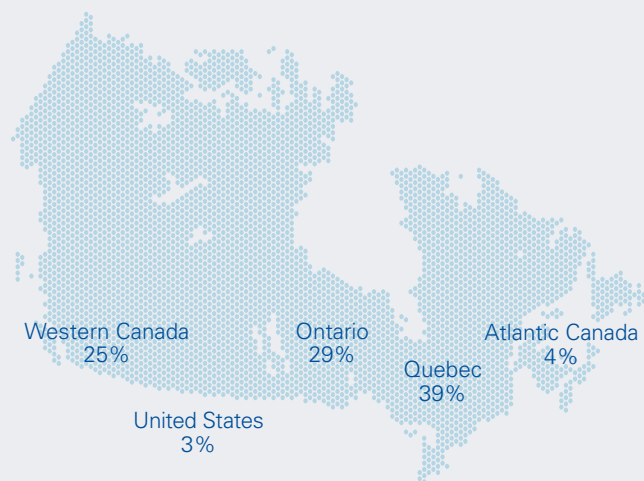 Western Canada
25%
Ontario
29%
Atlantic Canada
4%
Quebec
39%
United States
3%